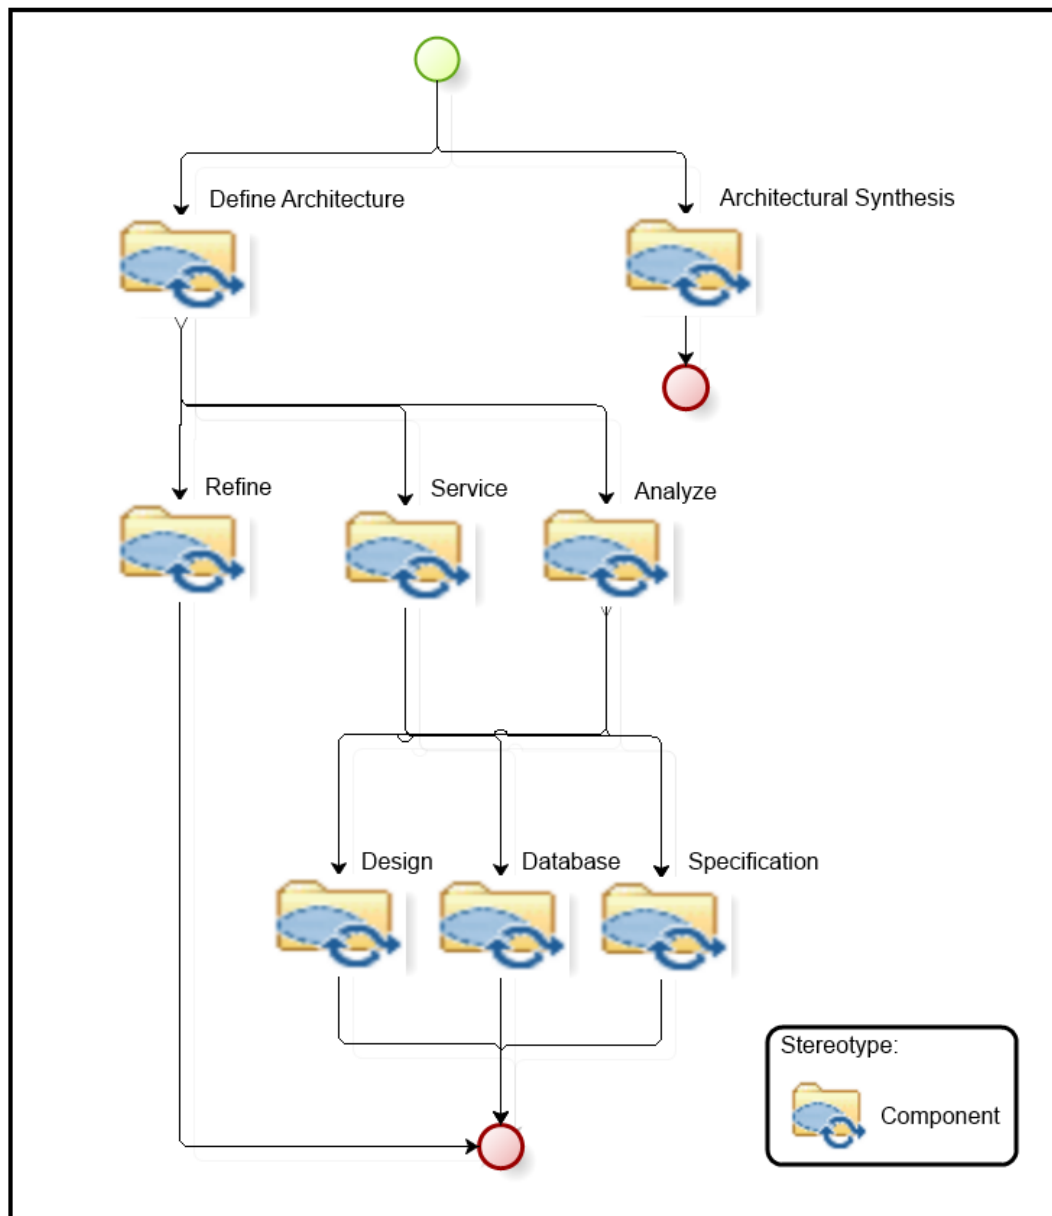 Define Architecture
Architectural Synthesis
Refine
Service
Analyze
Design
Database
Specification
Stereotype:
Component